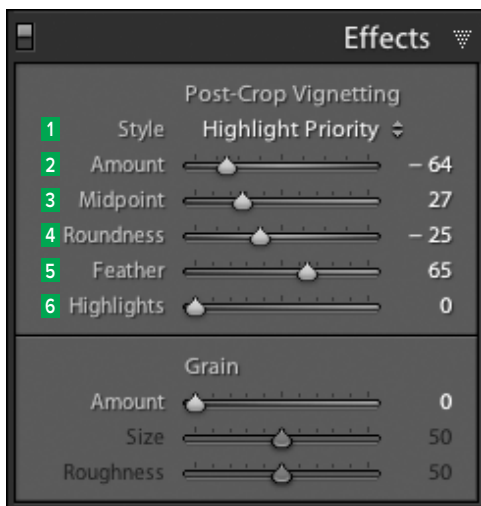 Effects
Post-Crop Vignetting
1 Style Highlight Priority
2 Amount – 64
3 Midpoint 27
4 Roundness – 25
5 Feather 65
6 Highlights 0
Grain
Amount 0
Size 50
Roughness 50